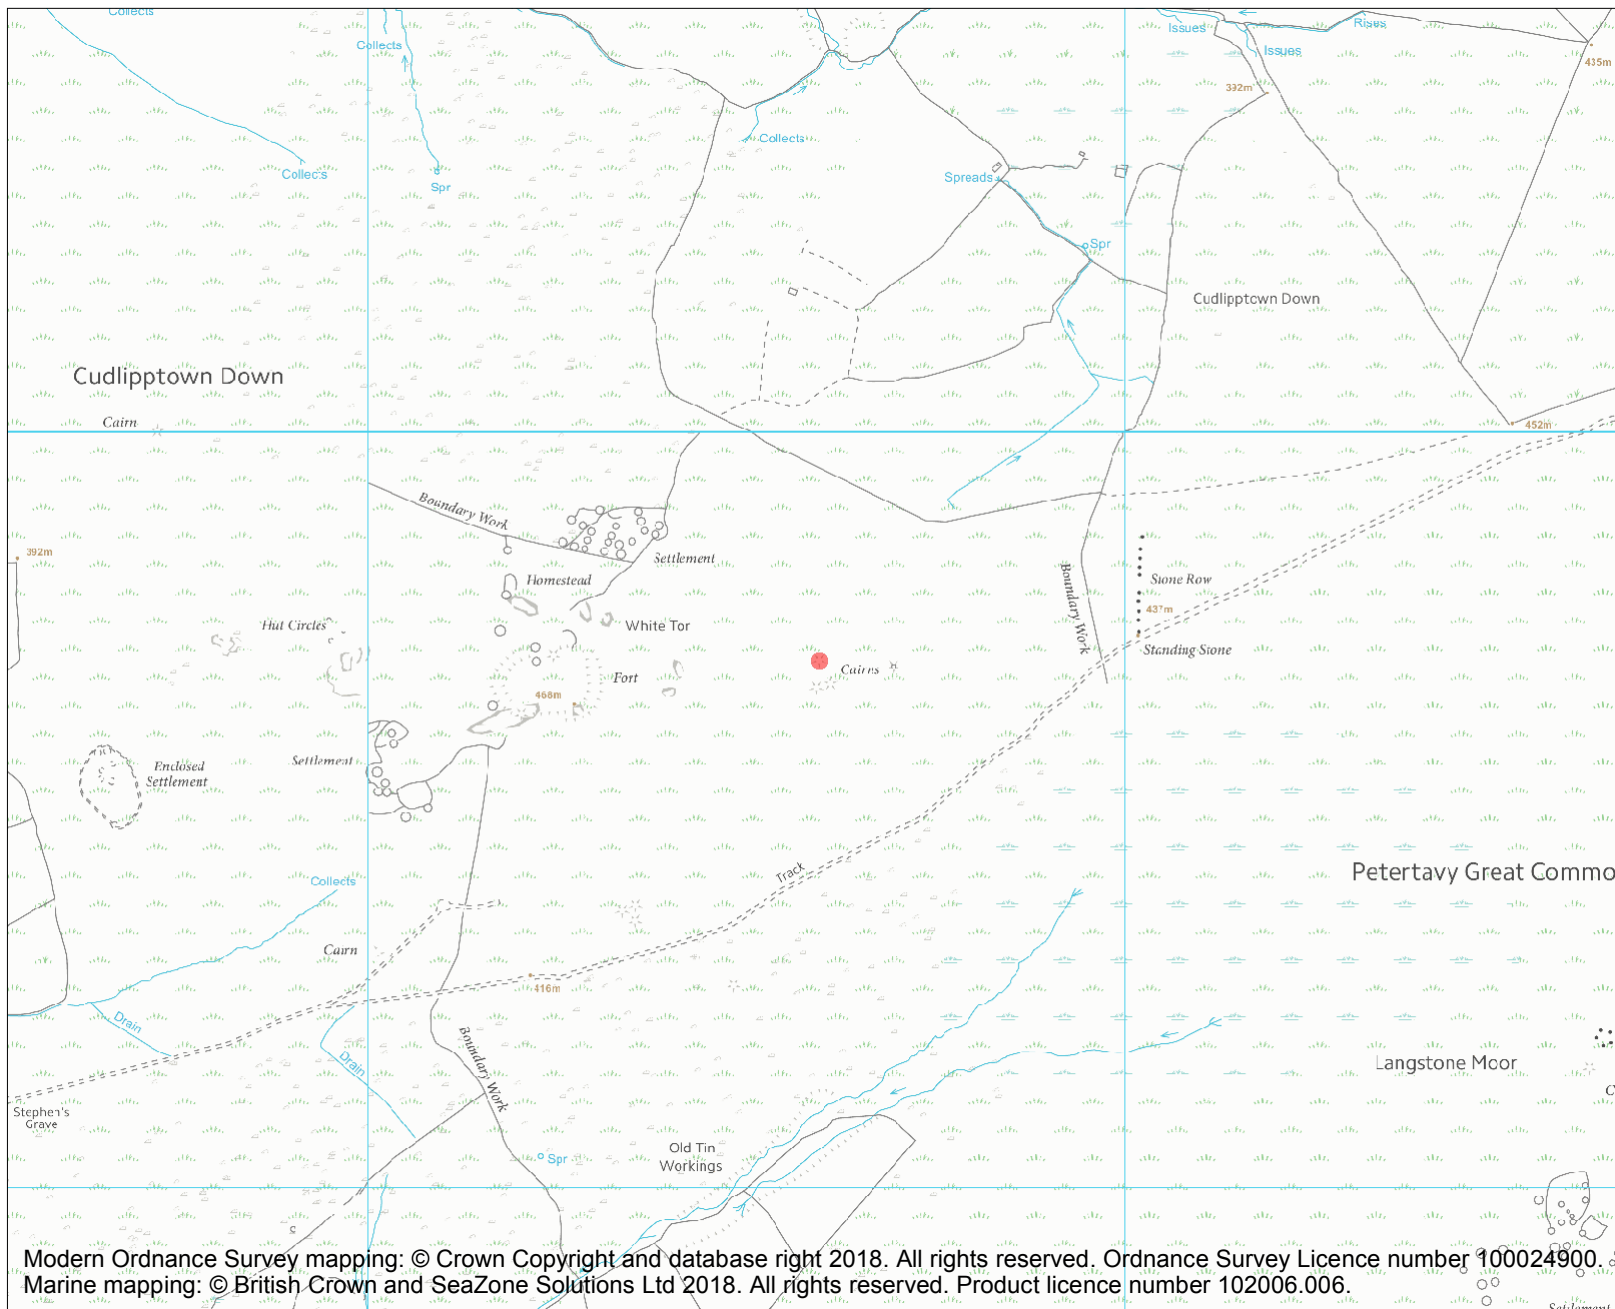 Collects
Collects
Issues
Rises
Issues
435m
392m
Collects
Collects
Spr
Spreads
Spr
Cudlipptown Down
Cudlipptown Down
Cairn
452m
Boundary Work
Settlement
392m
Homestead
Stone Row
Boundary Work
437m
Hut Circles
White Tor
Standing Stone
Cairns
Fort
468m
Settlement
Enclosed
Settlement
Track
Petertavy Great Commo
Collects
Cairn
416m
Drain
Drain
Boundary Work
Langstone Moor
C
Stephen's
Grave
Old Tin
Workings
Spr
Modern Ordnance Survey mapping: © Crown Copyright and database right 2018. All rights reserved. Ordnance Survey Licence number 100024900.
Marine mapping: © British Crown and SeaZone Solutions Ltd 2018. All rights reserved. Product licence number 102006.006.